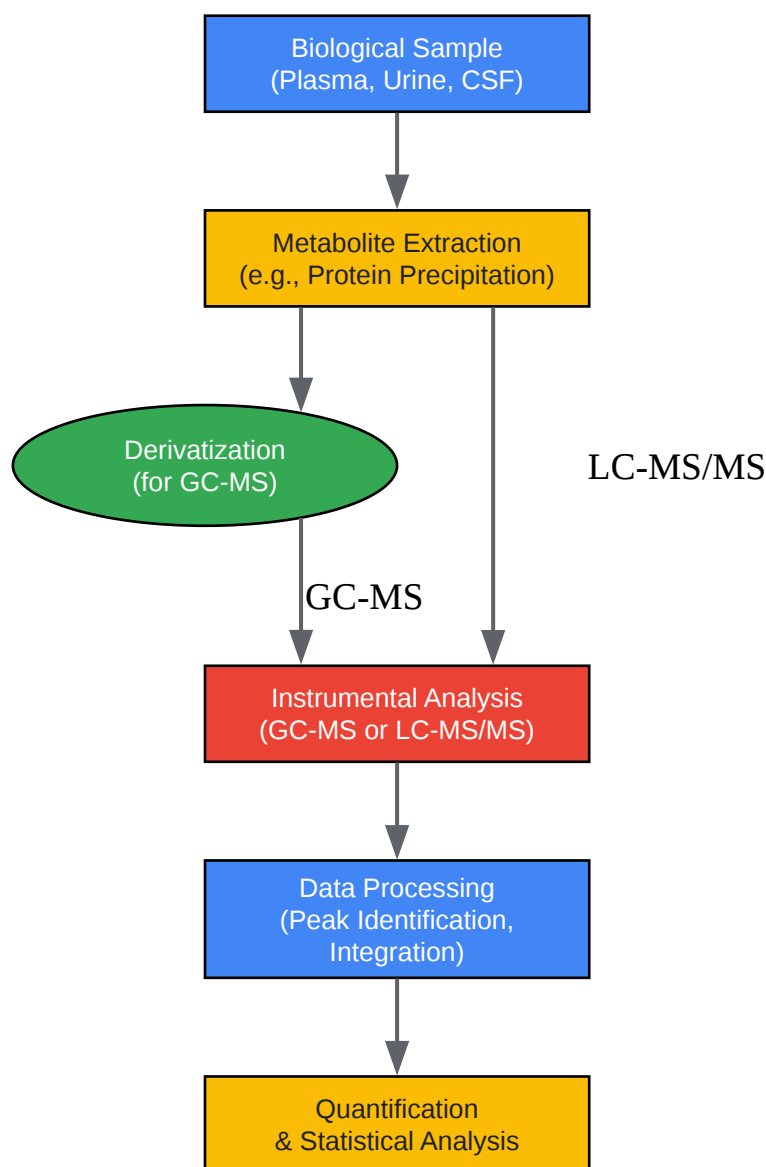 Biological Sample
(Plasma, Urine, CSF)
Metabolite Extraction
(e.g., Protein Precipitation)
Derivatization
(for GC-MS)
LC-MS/MS
GC-MS
Instrumental Analysis
(GC-MS or LC-MS/MS)
Data Processing
(Peak Identification,
Integration)
Quantification
& Statistical Analysis